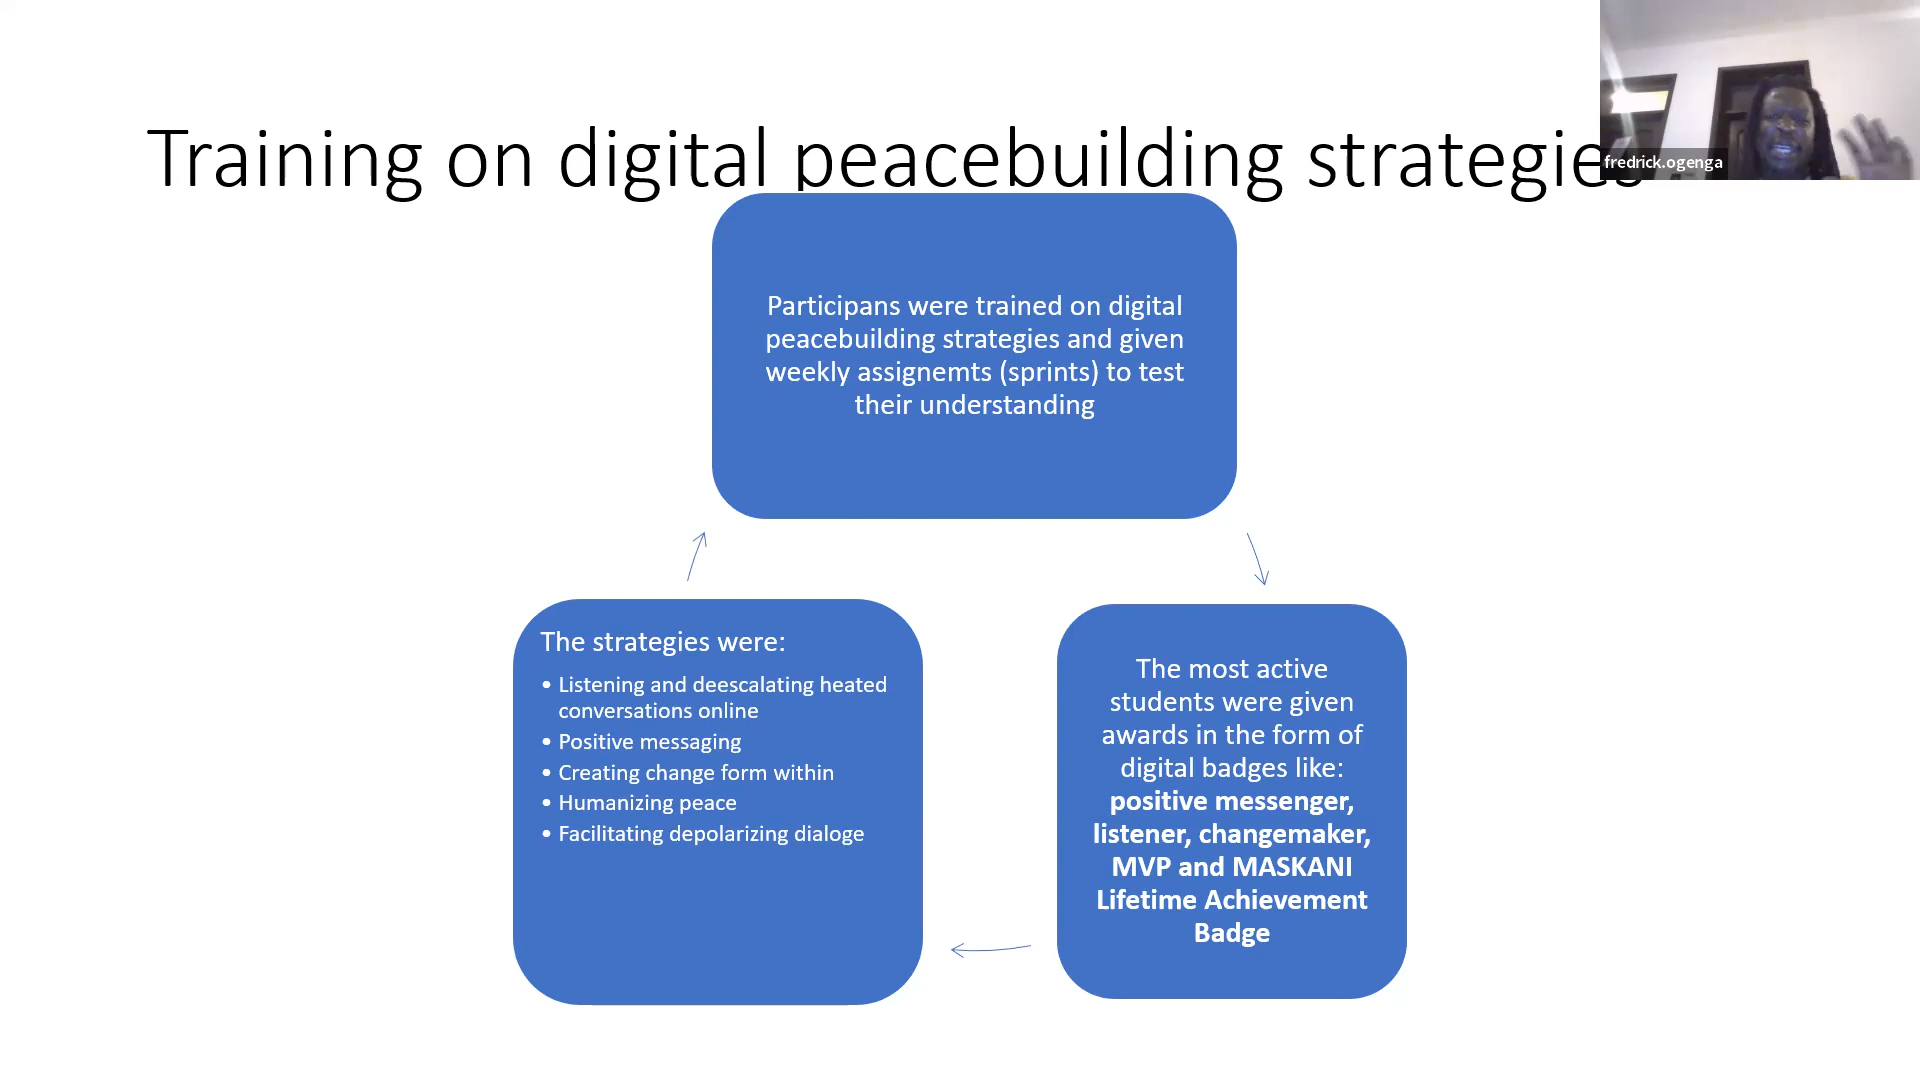 Training on digital peacebuilding strategies
fredrick.ogenga
Participans were trained on digital
peacebuilding strategies and given
weekly assignemts (sprints) to test
their understanding
The strategies were:
• Listening and deescalating heated
conversations online
• Positive messaging
• Creating change form within
• Humanizing peace
• Facilitating depolarizing dialoge
The most active
students were given
awards in the form of
digital badges like:
positive messenger,
listener, changemaker,
MVP and MASKANI
Lifetime Achievement
Badge